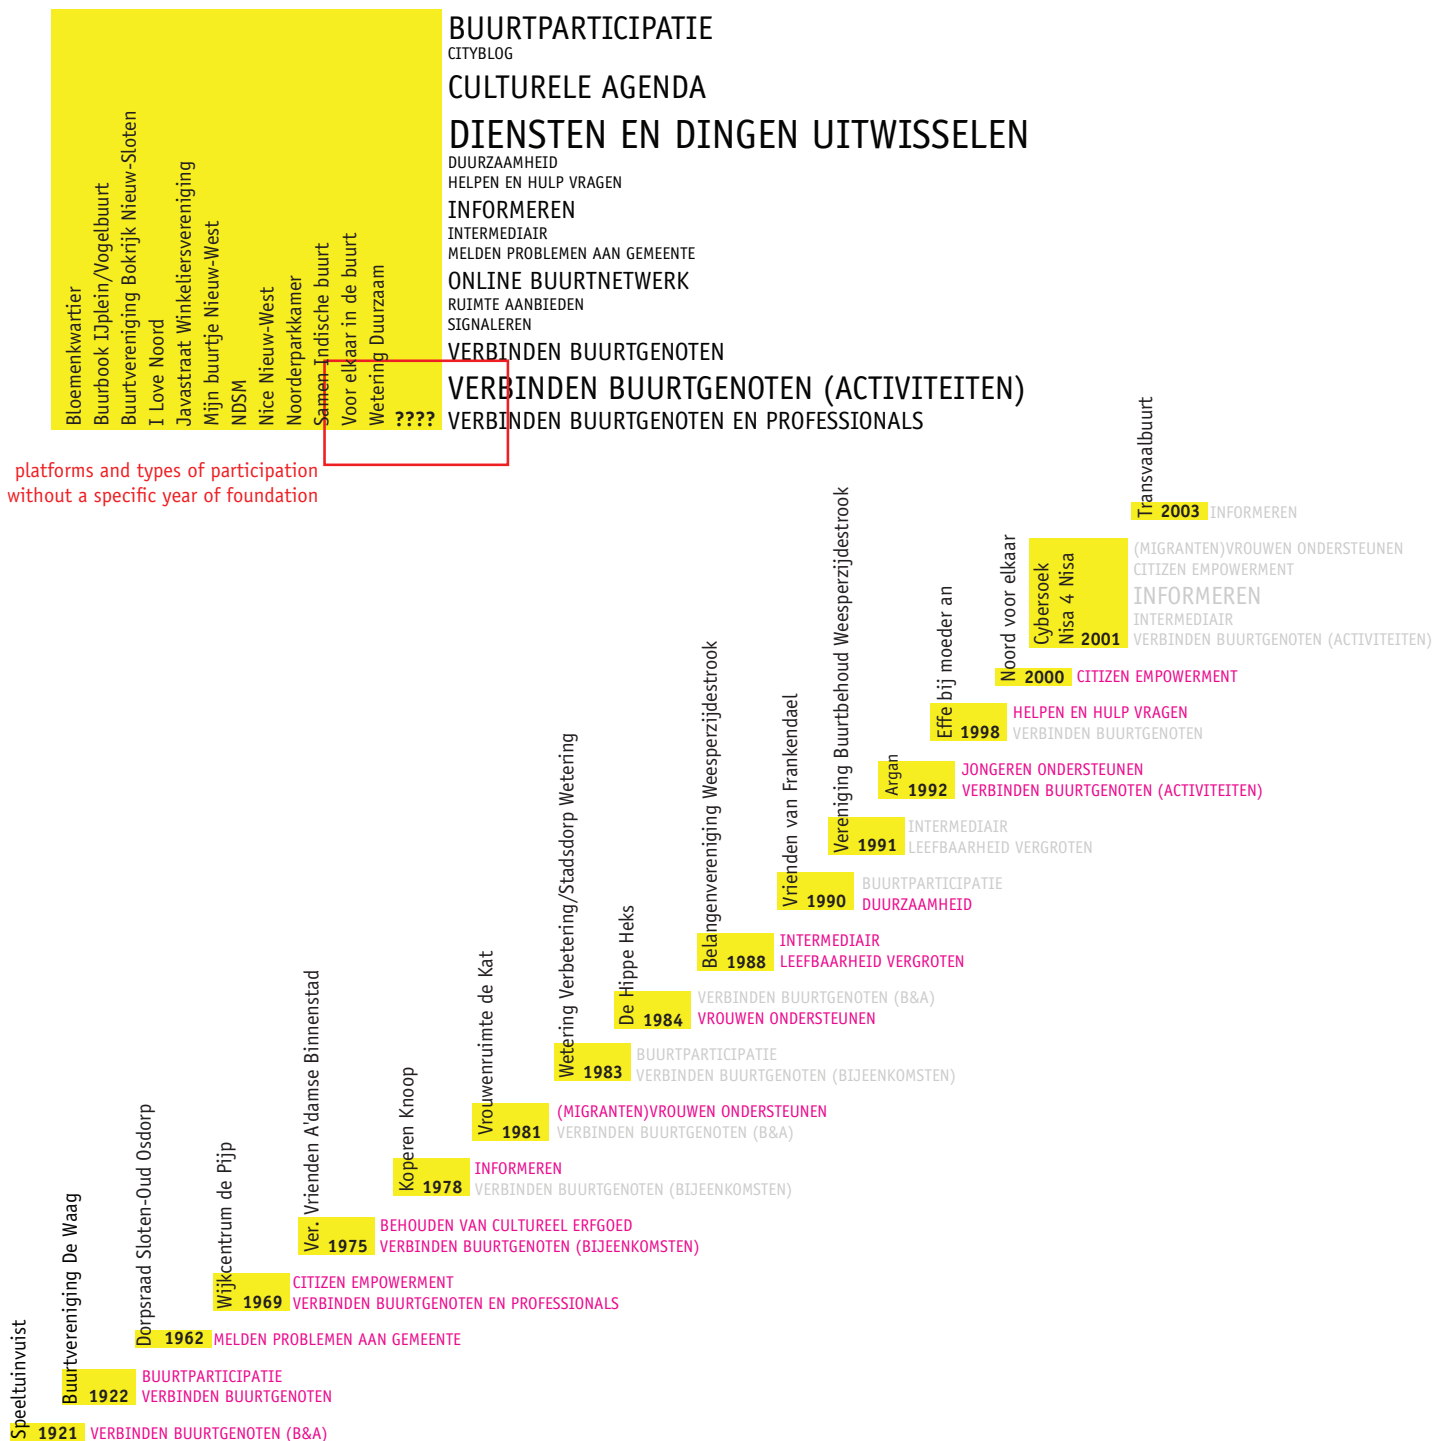 BUURTPARTICIPATIE
CITYBLOG
CULTURELE AGENDA
DIENSTEN EN DINGEN UITWISSELEN
DUURZAAMHEID
HELPEN EN HULP VRAGEN
INFORMEREN
INTERMEDIAIR
MELDEN PROBLEMEN AAN GEMEENTE
ONLINE BUURTNETWERK
RUIMTE AANBIEDEN
SIGNALEREN
VERBINDEN BUURTGENOTEN
VERBINDEN BUURTGENOTEN (ACTIVITEITEN)
VERBINDEN BUURTGENOTEN EN PROFESSIONALS
Bloemenkwartier
Buurbook IJplein/Vogelbuurt
Buurtvereniging Bokrijk Nieuw-Sloten
I Love Noord
Javastraat Winkeliersvereniging
Mijn buurtje Nieuw-West
NDSM
Nice Nieuw-West
Noorderparkkamer
Samen Indische buurt
Voor elkaar in de buurt
Wetering Duurzaam
????
platforms and types of participation
without a specific year of foundation
Transvaalburt
2003 INFORMEREN
Cybersoek
Nisa 4 Nisa
2001
(MIGRANTEN)VROUWEN ONDERSTEUNEN
CITIZEN EMPOWERMENT
INFORMEREN
INTERMEDIAIR
VERBINDEN BUURTGENOTEN (ACTIVITEITEN)
Noord voor elkaar
2000 CITIZEN EMPOWERMENT
Effe bij moeder an
1998
HELPEN EN HULP VRAGEN
VERBINDEN BUURTGENOTEN
Argan
1992
JONGEREN ONDERSTEUNEN
VERBINDEN BUURTGENOTEN (ACTIVITEITEN)
Vereniging Buurtbehoud Weesperzijdestrook
1991
INTERMEDIAIR
LEEFBAARHEID VERGROTEN
Vrienden van Frankendael
1990
BUURTPARTICIPATIE
DUURZAAMHEID
Belangenvereniging Weesperzijdestrook
1988
INTERMEDIAIR
LEEFBAARHEID VERGROTEN
De Hippe Heks
1984
VERBINDEN BUURTGENOTEN (B&A)
VROUWEN ONDERSTEUNEN
Wetering Verbetering/Stadsdorp Wetering
1983
BUURTPARTICIPATIE
VERBINDEN BUURTGENOTEN (BIJEENKOMSTEN)
Vrouwenruimte de Kat
1981
(MIGRANTEN)VROUWEN ONDERSTEUNEN
VERBINDEN BUURTGENOTEN (B&A)
Koperen Knoop
1978
INFORMEREN
VERBINDEN BUURTGENOTEN (BIJEENKOMSTEN)
Ver. Vrienden A'damse Binnenstad
1975
BEHOUDEN VAN CULTUREEL ERFGOED
VERBINDEN BUURTGENOTEN (BIJEENKOMSTEN)
Wijkcentrum de Pijp
1969
CITIZEN EMPOWERMENT
VERBINDEN BUURTGENOTEN EN PROFESSIONALS
Dorpsraad Sloten-Oud Osdorp
1962 MELDEN PROBLEMEN AAN GEMEENTE
Buurtvereniging De Waag
1922
BUURTPARTICIPATIE
VERBINDEN BUURTGENOTEN
Speeltuinvuist
1921 VERBINDEN BUURTGENOTEN (B&A)